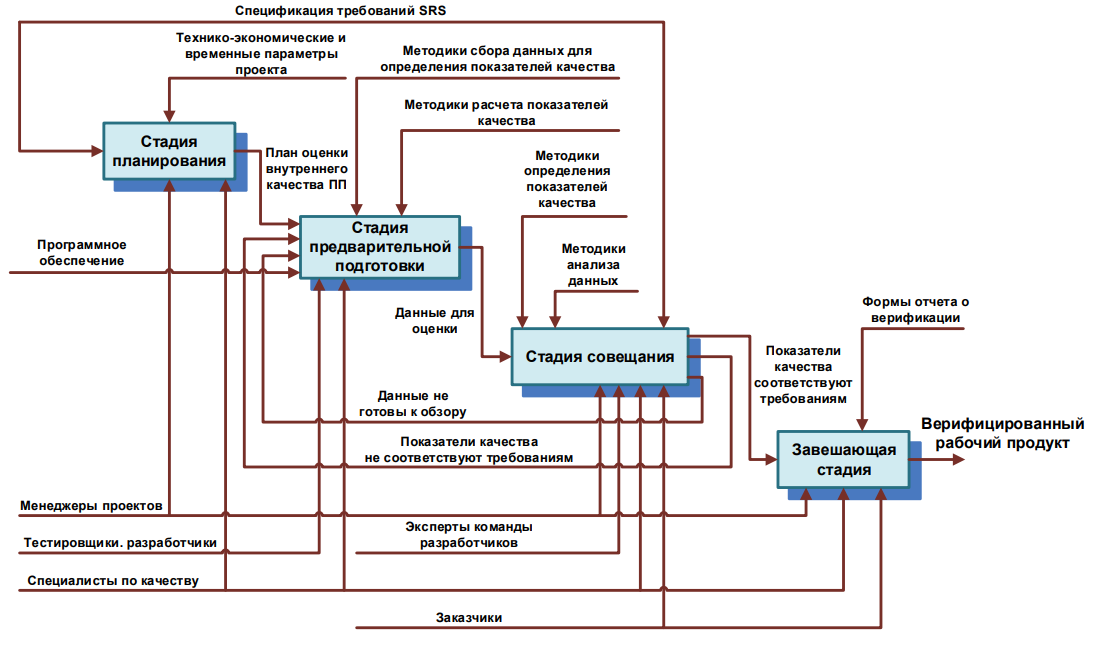 Спецификация требований SRS
Технико-экономические и
временные параметры
проекта
Методики сбора данных для
определения показателей качества
Методики расчета показателей
качества
Стадия
планирования
План оценки
внутреннего
качества ПП
Методики
определения
показателей
качества
Стадия
предварительной
подготовки
Программное
обеспечение
Методики
анализа
данных
Данные для
оценки
Формы отчета о
верификации
Стадия совещания
Показатели
качества
соответствуют
требованиям
Данные не
готовы к обзору
Верифицированный
рабочий продукт
Показатели качества
не соответствуют требованиям
Завешающая
стадия
Менеджеры проектов
Эксперты команды
разработчиков
Тестировщики. разработчики
Специалисты по качеству
Заказчики